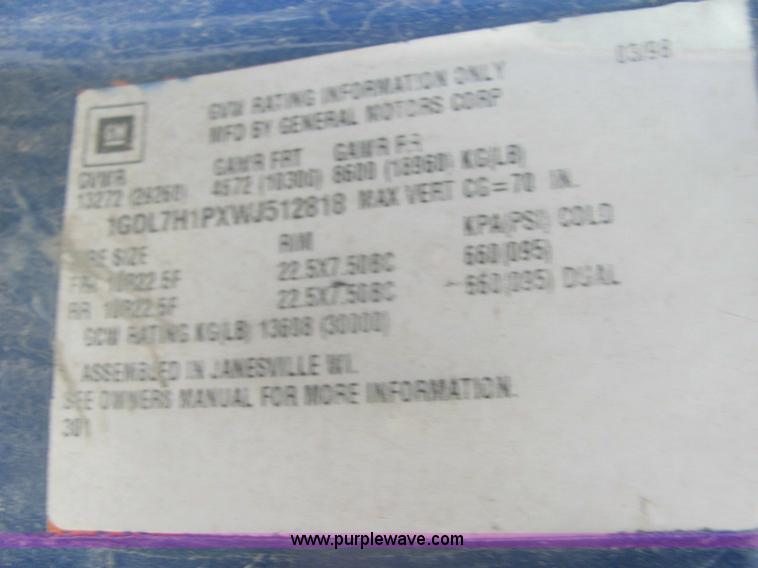 03/98
GVW RATING INFORMATION ONLY
MFD BY GENERAL MOTORS CORP
GM
GVWR GAWR FRT GAWR RR
13272 (29260) 4672 (10300) 8600 (18960) KG(LB)
1GDL7H1PXWJ512818 MAX VERT CG=70 IN.
SIZE RIM KPA(PSI) COLD
10R22.5F 22.5X7.50BC 660(095)
RR 10R22.5F 22.5X7.50BC 660(095) DUAL
GCW RATING KG(LB) 13608 (30000)
ASSEMBLED IN JANESVILLE WI.
SEE OWNERS MANUAL FOR MORE INFORMATION.
301
www.purplewave.com